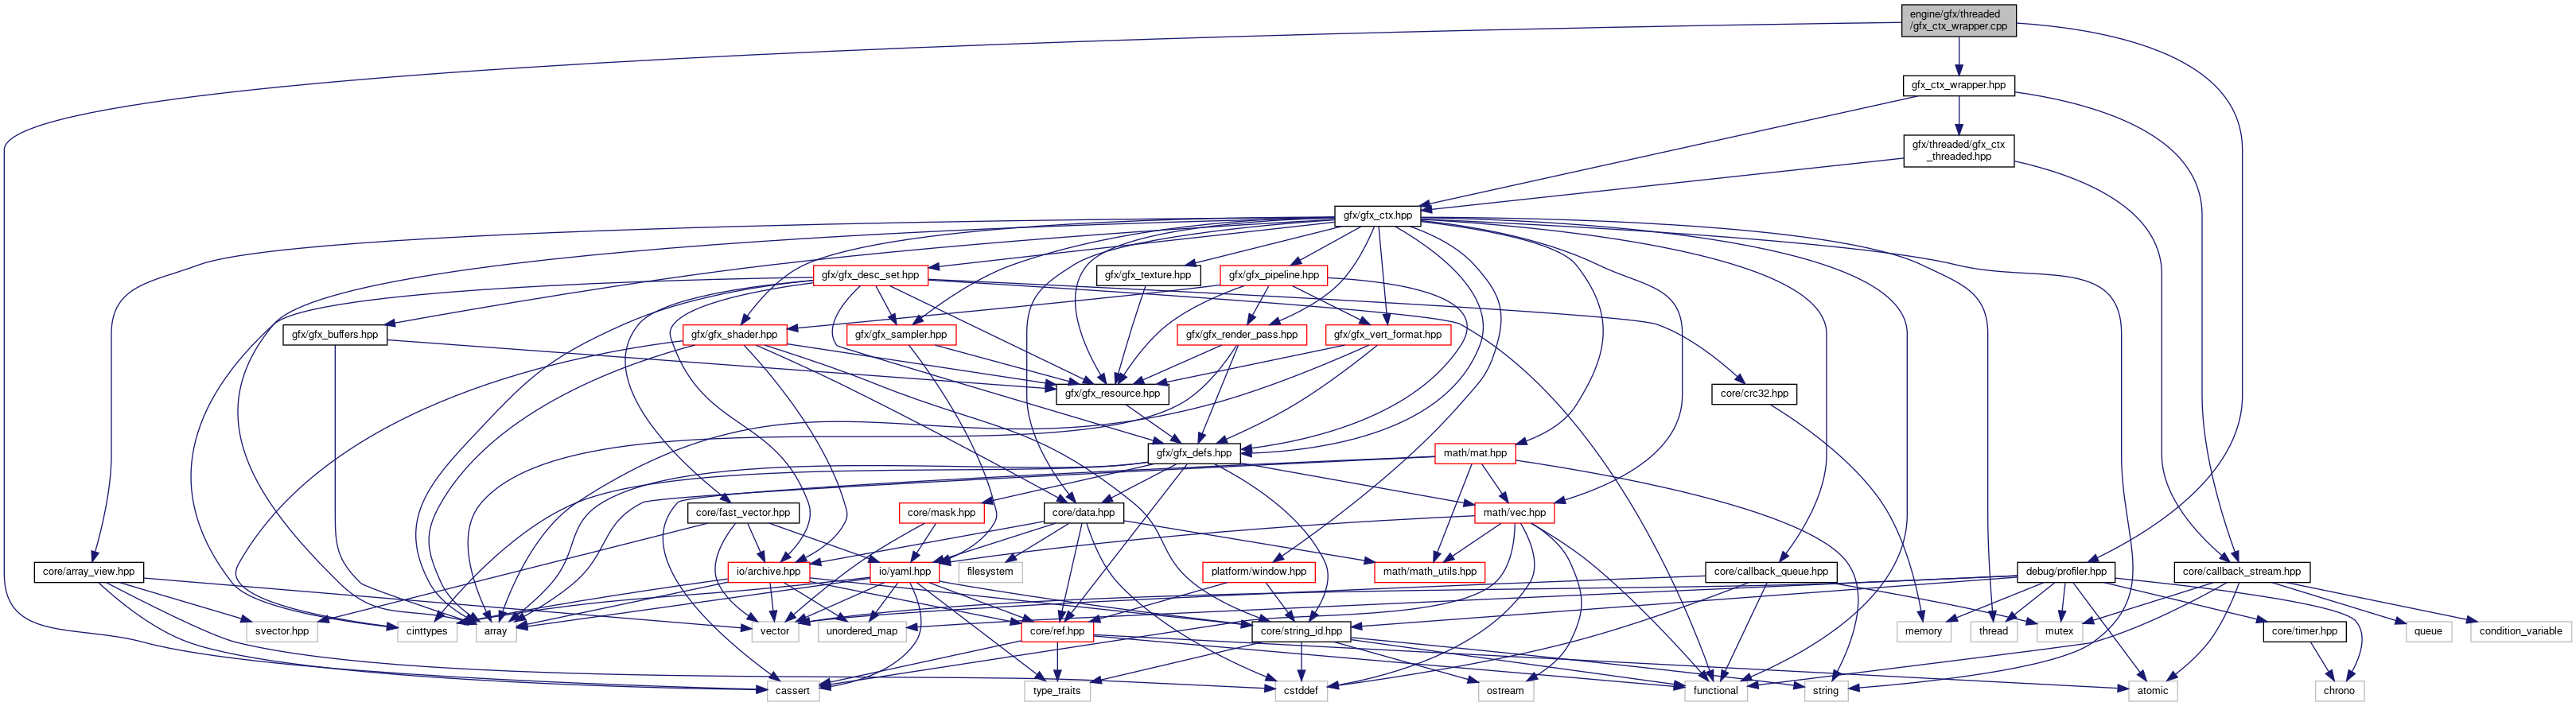 engine/gfx/threaded
/gfx_ctx_wrapper.cpp
gfx_ctx_wrapper.hpp
gfx/threaded/gfx_ctx
_threaded.hpp
gfx/gfx_ctx.hpp
gfx/gfx_desc_set.hpp
gfx/gfx_texture.hpp
gfx/gfx_pipeline.hpp
gfx/gfx_buffers.hpp
gfx/gfx_shader.hpp
gfx/gfx_sampler.hpp
gfx/gfx_render_pass.hpp
gfx/gfx_vert_format.hpp
gfx/gfx_resource.hpp
core/crc32.hpp
gfx/gfx_defs.hpp
math/mat.hpp
core/fast_vector.hpp
core/mask.hpp
core/data.hpp
math/vec.hpp
core/array_view.hpp
io/archive.hpp
io/yaml.hpp
filesystem
platform/window.hpp
math/math_utils.hpp
core/callback_queue.hpp
debug/profiler.hpp
core/callback_stream.hpp
svector.hpp
cinttypes
array
vector
unordered_map
core/ref.hpp
core/string_id.hpp
memory
thread
mutex
core/timer.hpp
queue
condition_variable
cassert
type_traits
cstddef
ostream
functional
string
atomic
chrono